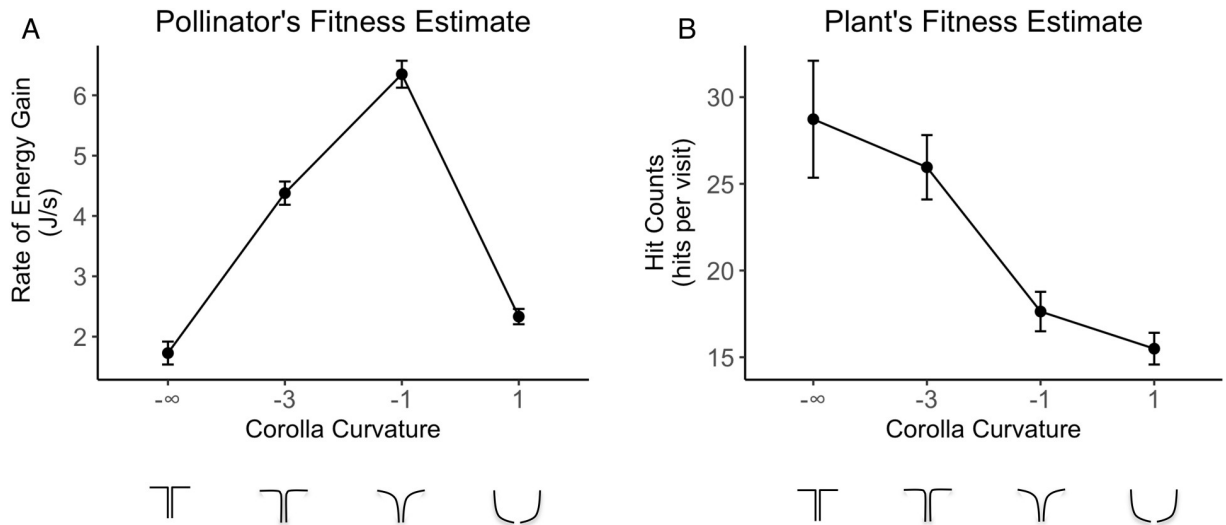 A
Pollinator's Fitness Estimate
Rate of Energy Gain
(J/s)
6
5
4
3
2
-∞
-3
-1
1
Corolla Curvature
B
Plant's Fitness Estimate
Hit Counts
(hits per visit)
30
25
20
15
-∞
-3
-1
1
Corolla Curvature